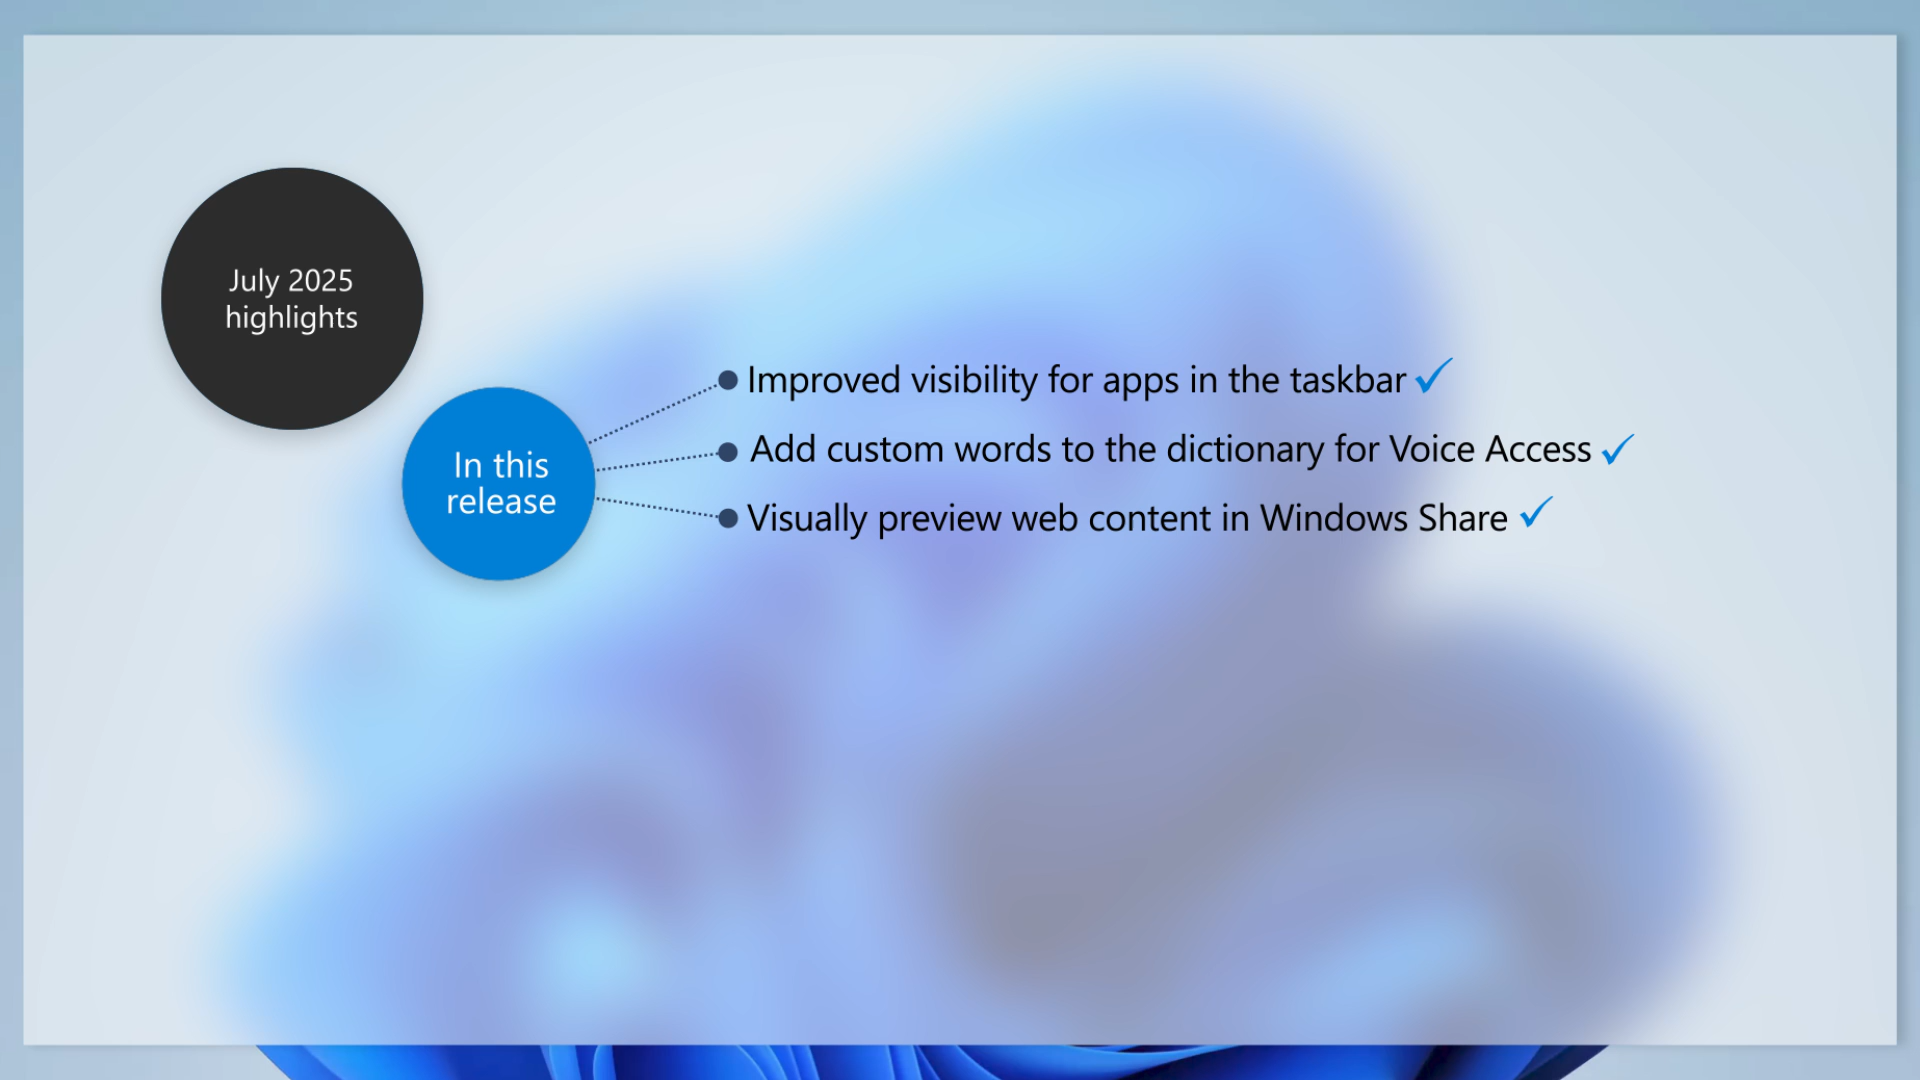 July 2025
highlights
In this
release
Improved visibility for apps in the taskbar
Add custom words to the dictionary for Voice Access
Visually preview web content in Windows Share